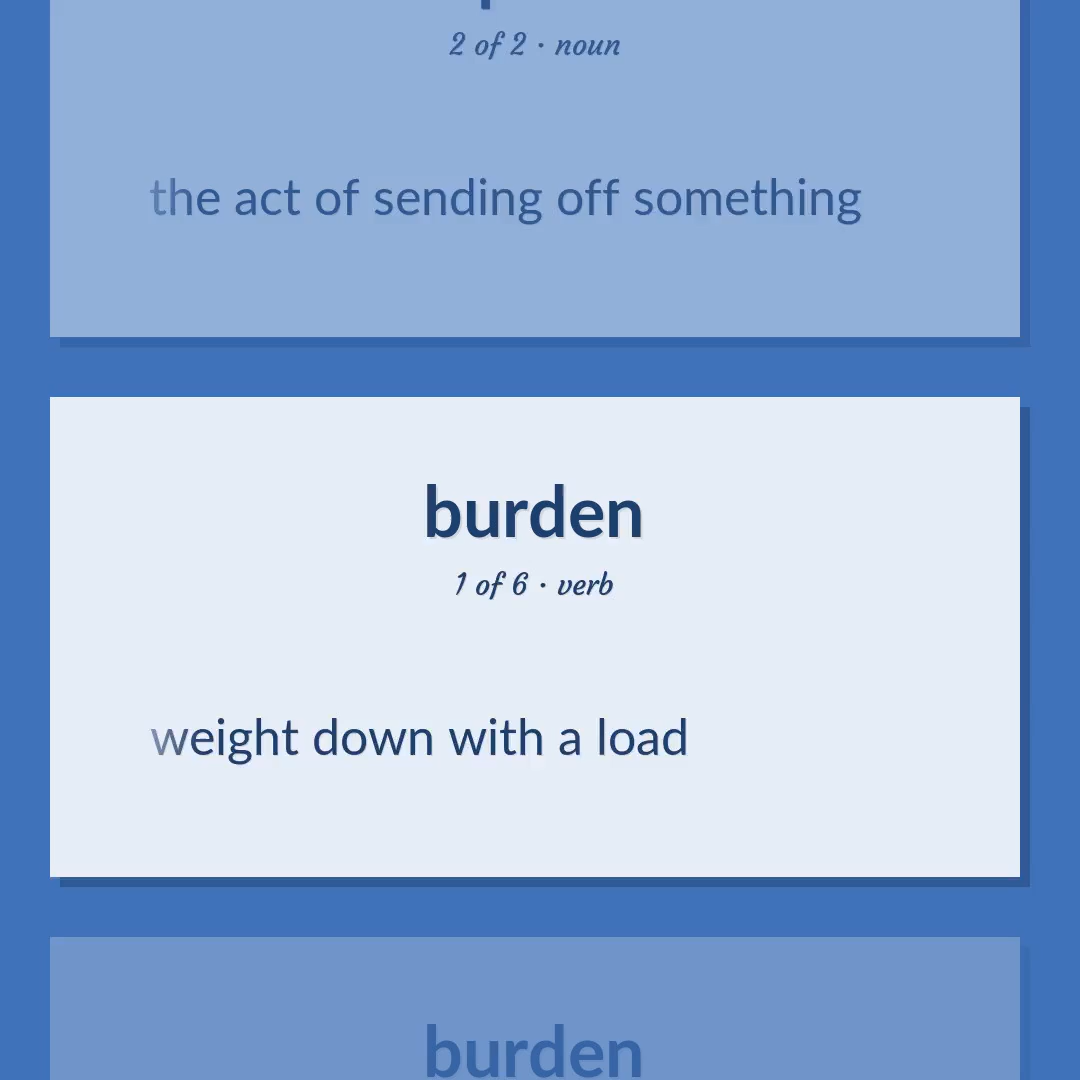 2 of 2 · noun
the act of sending off something
burden
1 of 6 · verb
weight down with a load
burden